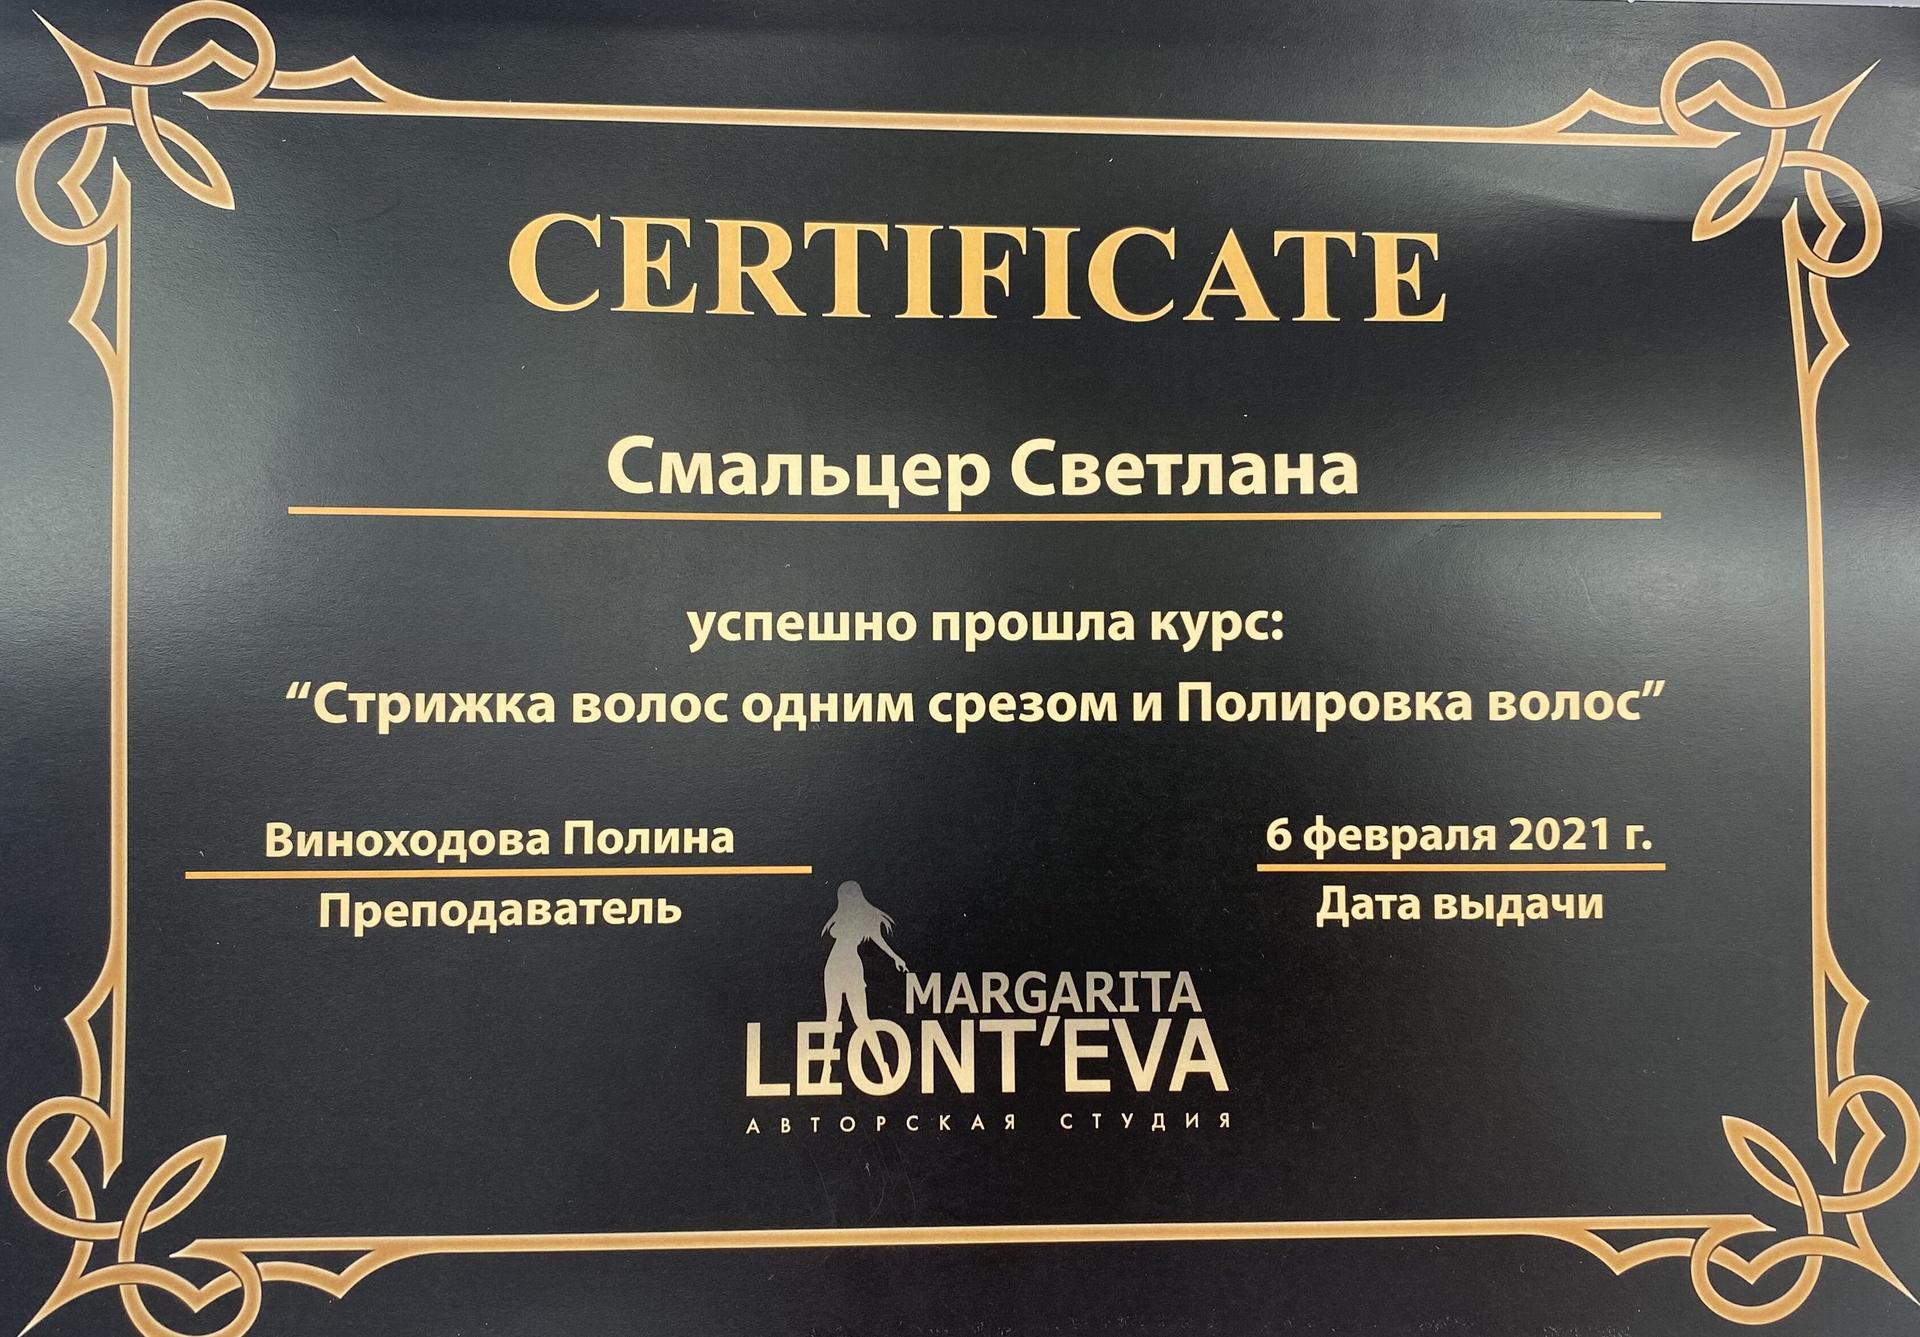 CERTIFICATE
Смальцер Светлана
успешно прошла курс:
“Стрижка волос одним срезом и Полировка волос”
Виноходова Полина
Преподаватель
6 февраля 2021 г.
Дата выдачи
MARGARITA
LEONT’EVA
АВТОРСКАЯ СТУДИЯ